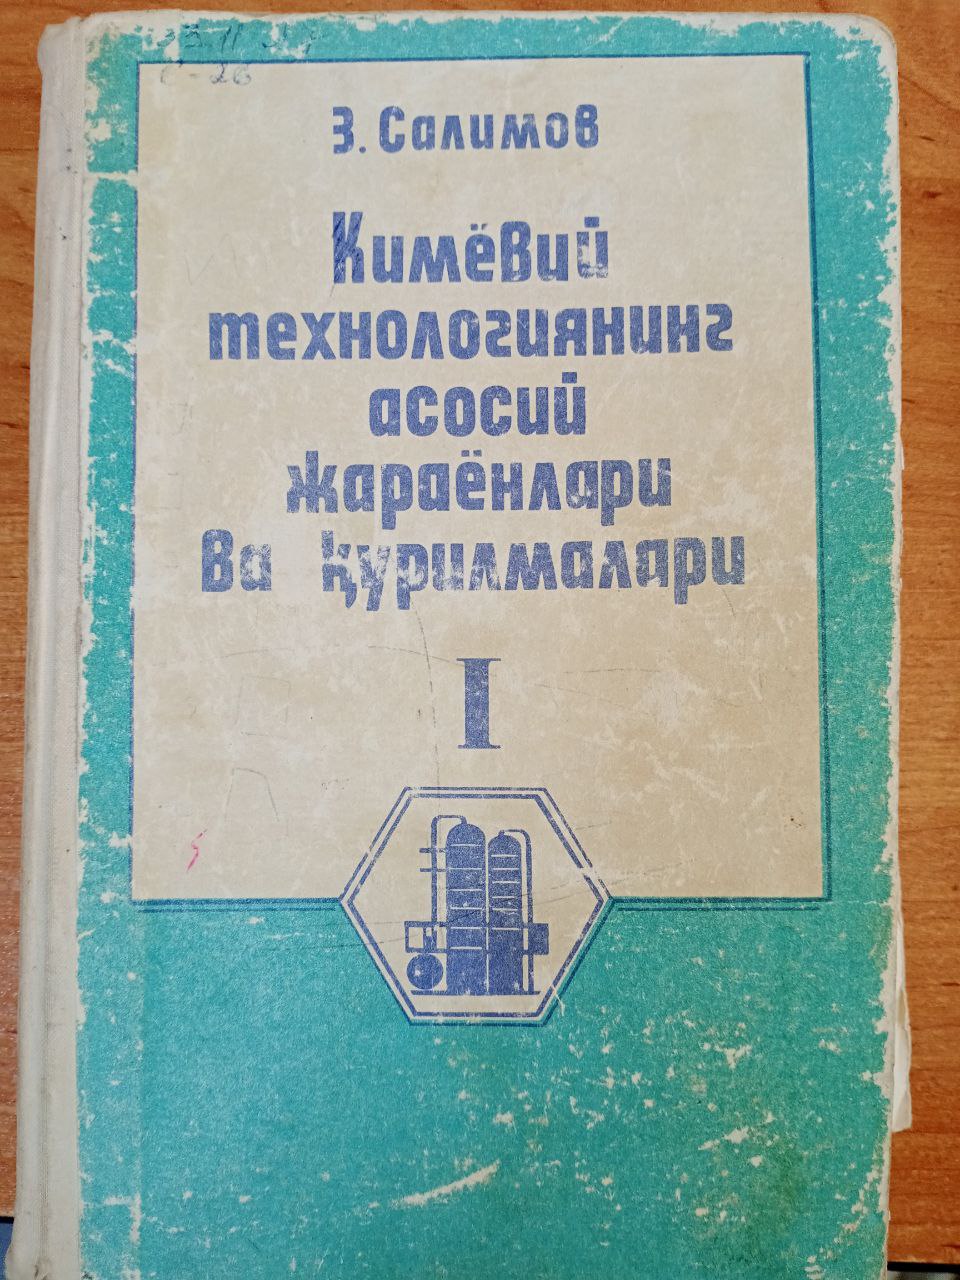 З. Салимов
Кимёвий
технологиянинг
асосий
жараёнлари
Ва қурилмалари
I